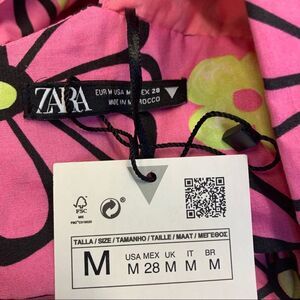 ZARA
EUR M USA M MEX 28
MADE IN MOROCCO
FSC
TALLA / SIZE / TAMANHO / TAILLE / MAAT / ΜΕΓΕΘΟΣ
M
USA MEX UK IT BR
M 28 M M M